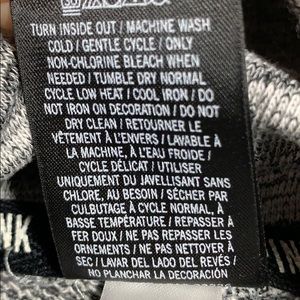 TURN INSIDE OUT / MACHINE WASH
COLD / GENTLE CYCLE / ONLY
NON-CHLORINE BLEACH WHEN
NEEDED / TUMBLE DRY NORMAL
CYCLE LOW HEAT / COOL IRON / DO
NOT IRON ON DECORATION / DO NOT
DRY CLEAN / RETOURNER LE
VÊTEMENT À L'ENVERS / LAVABLE À
LA MACHINE, À L'EAU FROIDE /
CYCLE DÉLICAT / UTILISER
UNIQUEMENT DU JAVELLISANT SANS
CHLORE, AU BESOIN / SÉCHER PAR
CULBUTAGE À CYCLE NORMAL, À
BASSE TEMPÉRATURE / REPASSER À
FER DOUX / NE PAS REPASSER LES
ORNEMENTS / NE PAS NETTOYER À
SEC / LAVAR DEL LADO DEL REVÉS /
NO PLANCHAR LA DECORACIÓN
NK